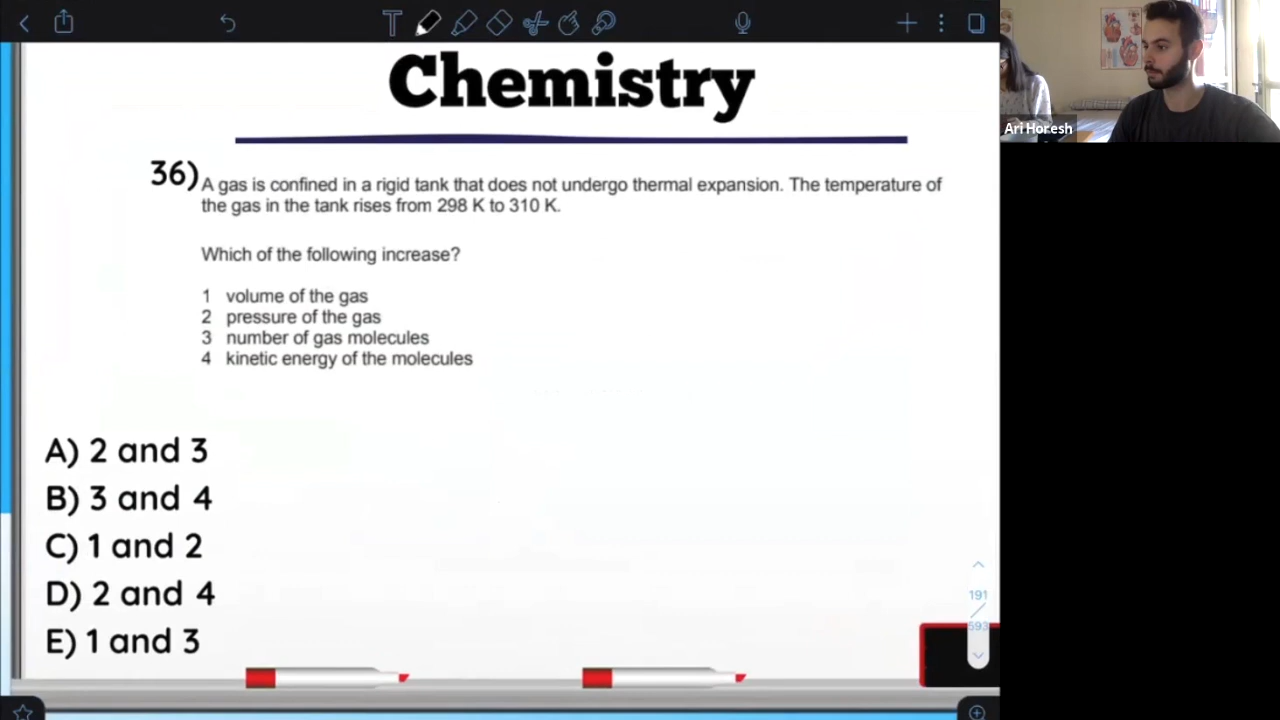 Chemistry
36) A gas is confined in a rigid tank that does not undergo thermal expansion. The temperature of
the gas in the tank rises from 298 K to 310 K.
Which of the following increase?
1 volume of the gas
2 pressure of the gas
3 number of gas molecules
4 kinetic energy of the molecules
A) 2 and 3
B) 3 and 4
C) 1 and 2
D) 2 and 4
E) 1 and 3
191
593
Ari Horesh